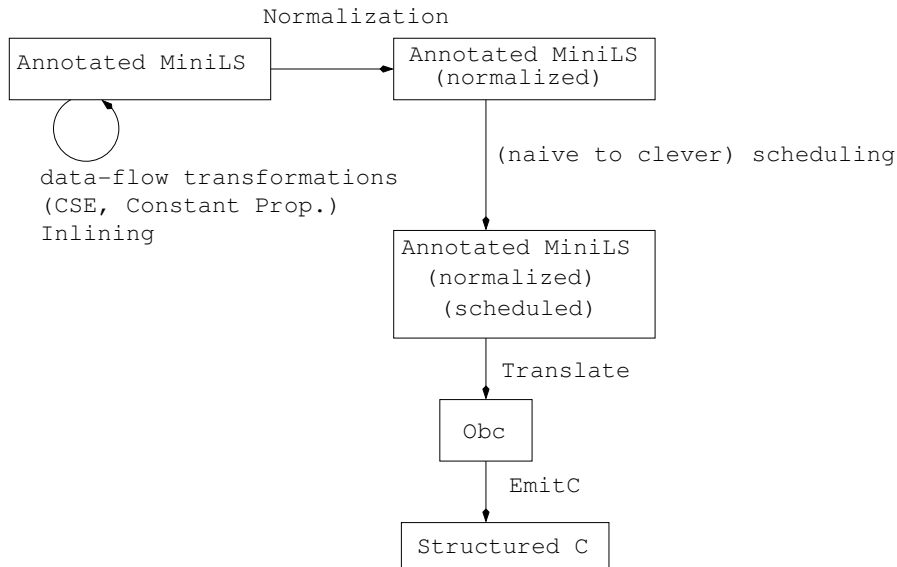 Normalization
Annotated MiniLS
Annotated MiniLS
(normalized)
(naive to clever) scheduling
data-flow transformations
(CSE, Constant Prop.)
Inlining
Annotated MiniLS
(normalized)
(scheduled)
Translate
Obc
EmitC
Structured C